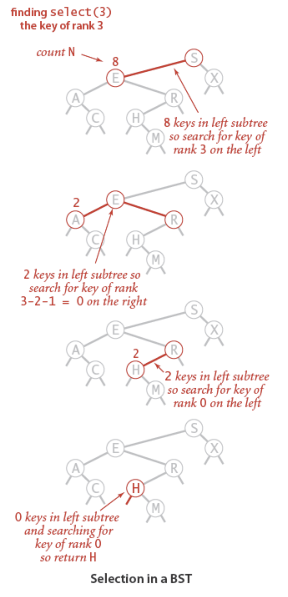 finding select(3)
the key of rank 3
count N
8
S
E
X
A
R
C
H
M
8 keys in left subtree
so search for key of
rank 3 on the left
S
2
E
X
A
R
C
H
M
2 keys in left subtree so
search for key of rank
3-2-1 = 0 on the right
S
E
X
A
2
R
C
H
M
2 keys in left subtree
so search for key of
rank 0 on the left
S
E
X
A
R
C
H
M
0 keys in left subtree
and searching for
key of rank 0
so return H
Selection in a BST